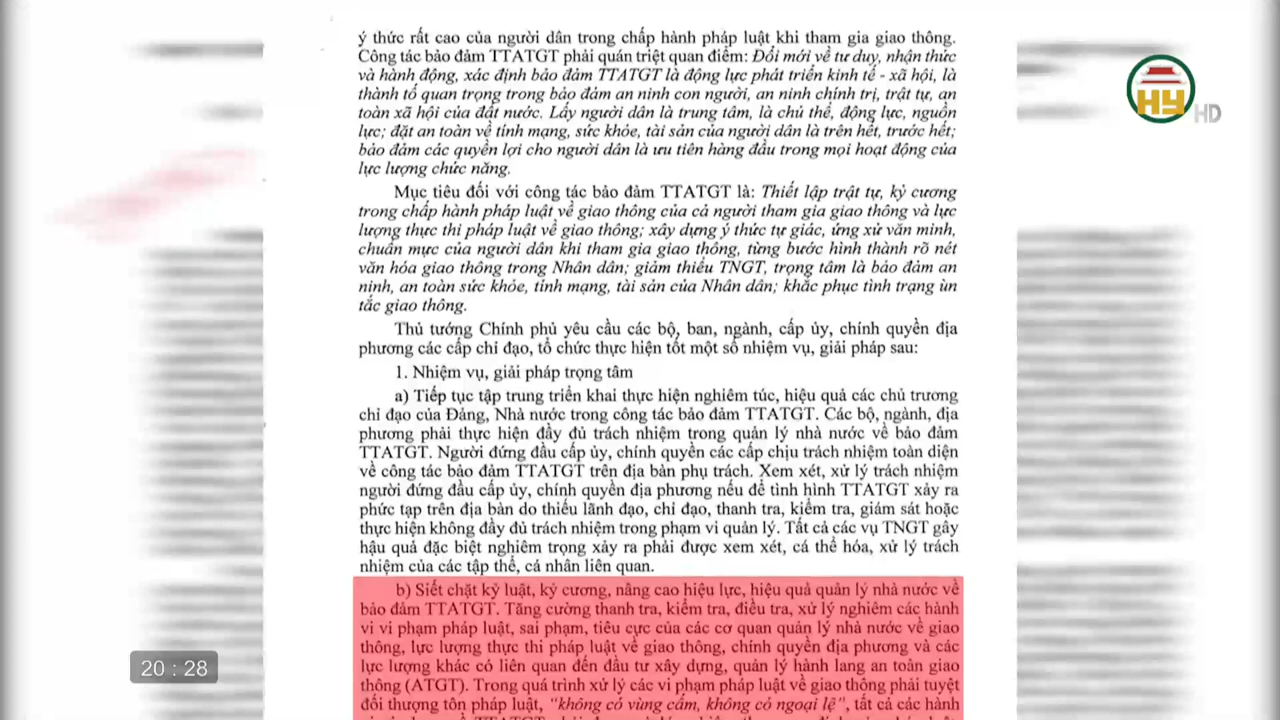 ý thức rất cao của người dân trong chấp hành pháp luật khi tham gia giao thông.
Công tác bảo đảm TTATGT phải quán triệt quan điểm: Đổi mới về tư duy, nhận thức
và hành động, xác định bảo đảm TTATGT là động lực phát triển kinh tế - xã hội, là
thành tố quan trọng trong bảo đảm an ninh con người, an ninh chính trị, trật tự, an
toàn xã hội của đất nước. Lấy người dân là trung tâm, là chủ thể, động lực, nguồn
lực; đặt an toàn về tính mạng, sức khỏe, tài sản của người dân là trên hết, trước hết;
bảo đảm các quyền lợi cho người dân là ưu tiên hàng đầu trong mọi hoạt động của
lực lượng chức năng.
Mục tiêu đối với công tác bảo đảm TTATGT là: Thiết lập trật tự, kỷ cương
trong chấp hành pháp luật về giao thông của cả người tham gia giao thông và lực
lượng thực thi pháp luật về giao thông; xây dựng ý thức tự giác, ứng xử văn minh,
chuẩn mực của người dân khi tham gia giao thông, từng bước hình thành rõ nét
văn hóa giao thông trong Nhân dân; giảm thiểu TNGT, trọng tâm là bảo đảm an
ninh, an toàn sức khỏe, tính mạng, tài sản của Nhân dân; khắc phục tình trạng ùn
tắc giao thông.
Thủ tướng Chính phủ yêu cầu các bộ, ban, ngành, cấp ủy, chính quyền địa
phương các cấp chỉ đạo, tổ chức thực hiện tốt một số nhiệm vụ, giải pháp sau:
1. Nhiệm vụ, giải pháp trọng tâm
a) Tiếp tục tập trung triển khai thực hiện nghiêm túc, hiệu quả các chủ trương
chỉ đạo của Đảng, Nhà nước trong công tác bảo đảm TTATGT. Các bộ, ngành, địa
phương phải thực hiện đầy đủ trách nhiệm trong quản lý nhà nước về bảo đảm
TTATGT. Người đứng đầu cấp ủy, chính quyền các cấp chịu trách nhiệm toàn diện
về công tác bảo đảm TTATGT trên địa bàn phụ trách. Xem xét, xử lý trách nhiệm
người đứng đầu cấp ủy, chính quyền địa phương nếu để tình hình TTATGT xảy ra
phức tạp trên địa bàn do thiếu lãnh đạo, chỉ đạo, thanh tra, kiểm tra, giám sát hoặc
thực hiện không đầy đủ trách nhiệm trong phạm vi quản lý. Tất cả các vụ TNGT gây
hậu quả đặc biệt nghiêm trọng xảy ra phải được xem xét, cá thể hóa, xử lý trách
nhiệm của các tập thể, cá nhân liên quan.
b) Siết chặt kỷ luật, kỷ cương, nâng cao hiệu lực, hiệu quả quản lý nhà nước về
bảo đảm TTATGT. Tăng cường thanh tra, kiểm tra, điều tra, xử lý nghiêm các hành
vi vi phạm pháp luật, sai phạm, tiêu cực của các cơ quan quản lý nhà nước về giao
thông, lực lượng thực thi pháp luật về giao thông, chính quyền địa phương và các
lực lượng khác có liên quan đến đầu tư xây dựng, quản lý hành lang an toàn giao
thông (ATGT). Trong quá trình xử lý các vi phạm pháp luật về giao thông phải tuyệt
đối thượng tôn pháp luật, "không có vùng cấm, không có ngoại lệ", tất cả các hành
HY HD
20 : 28